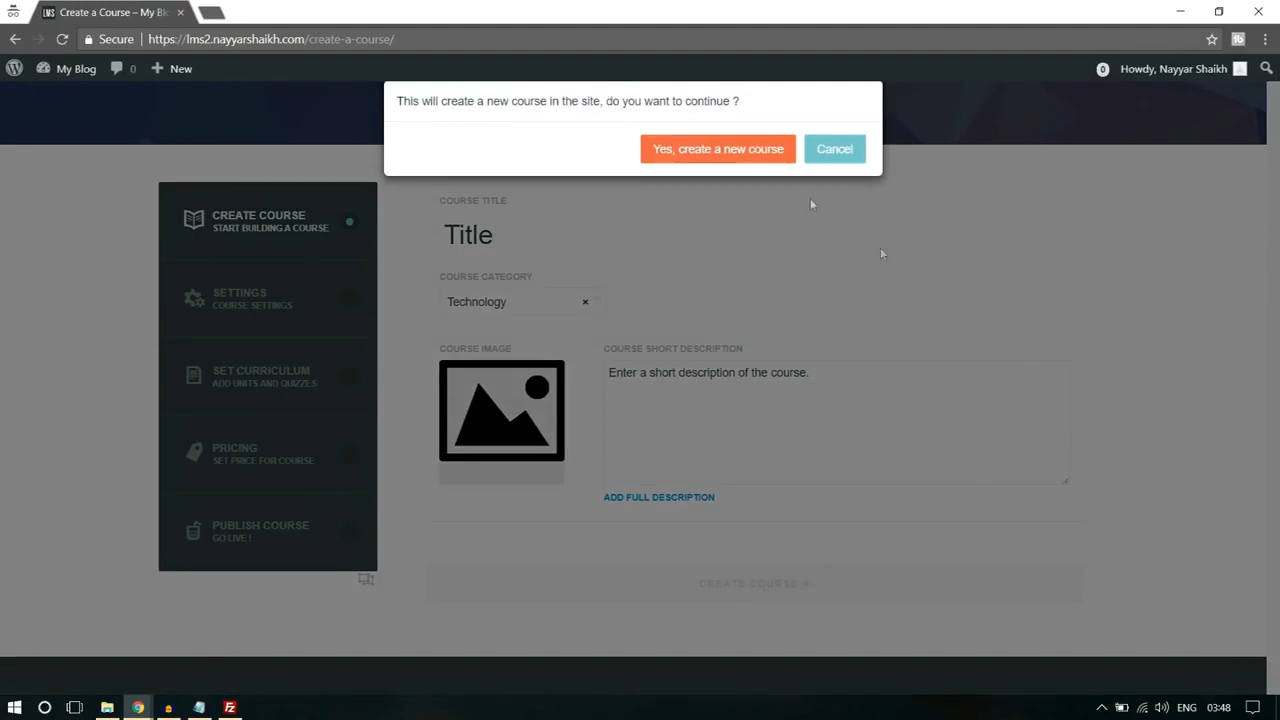 LMS Create a Course – My Blo
Secure https://lms2.nayyarshaikh.com/create-a-course/
My Blog 0 New 0 Howdy, Nayyar Shaikh
This will create a new course in the site, do you want to continue ?
Yes, create a new course Cancel
CREATE COURSE
START BUILDING A COURSE
SETTINGS
COURSE SETTINGS
SET CURRICULUM
ADD UNITS AND QUIZZES
PRICING
SET PRICE FOR COURSE
PUBLISH COURSE
GO LIVE !
COURSE TITLE
Title
COURSE CATEGORY
Technology ×
COURSE IMAGE
COURSE SHORT DESCRIPTION
Enter a short description of the course.
ADD FULL DESCRIPTION
CREATE COURSE
ENG 03:48